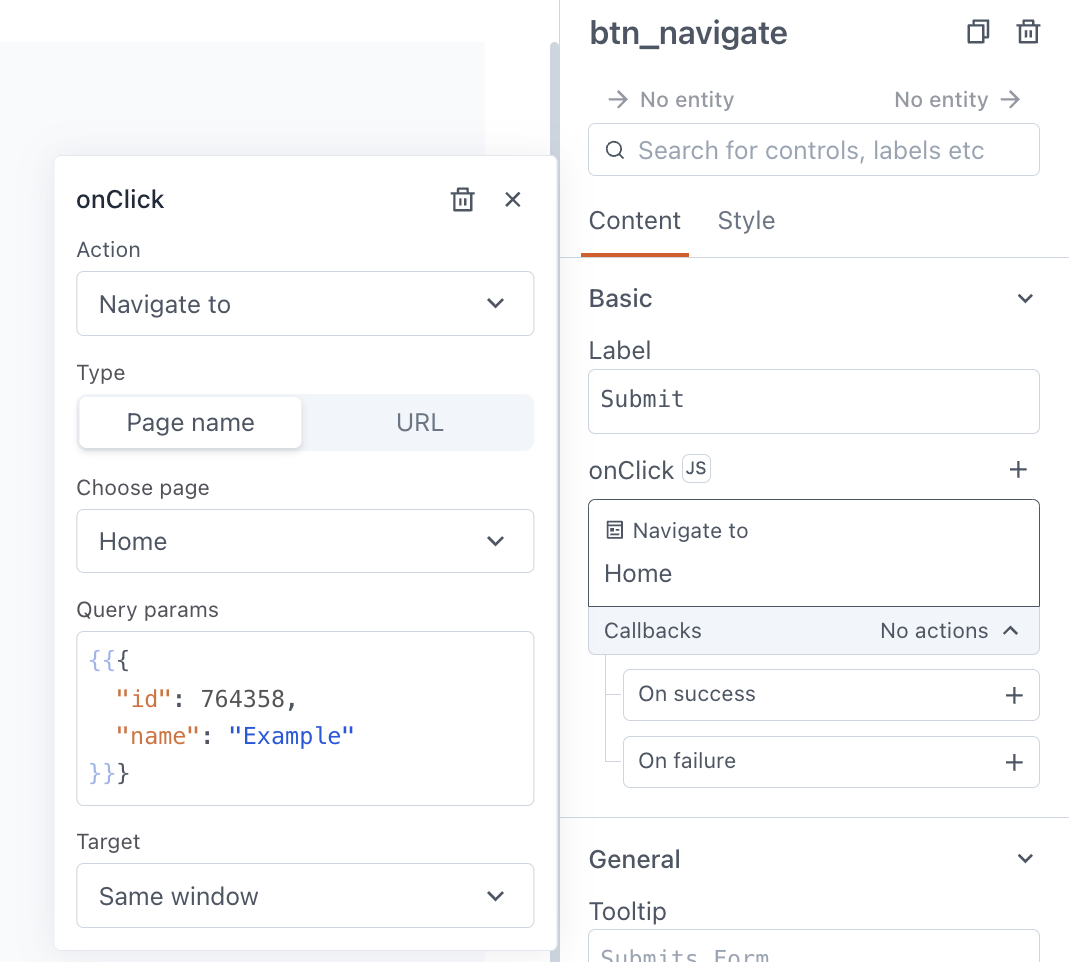 onClick
Action
Navigate to
Type
Page name URL
Choose page
Home
Query params
{{{
"id": 764358,
"name": "Example"
}}}
Target
Same window
btn_navigate
No entity No entity
Search for controls, labels etc
Content Style
Basic
Label
Submit
onClick JS
Navigate to
Home
Callbacks No actions
On success
On failure
General
Tooltip
Submits Form